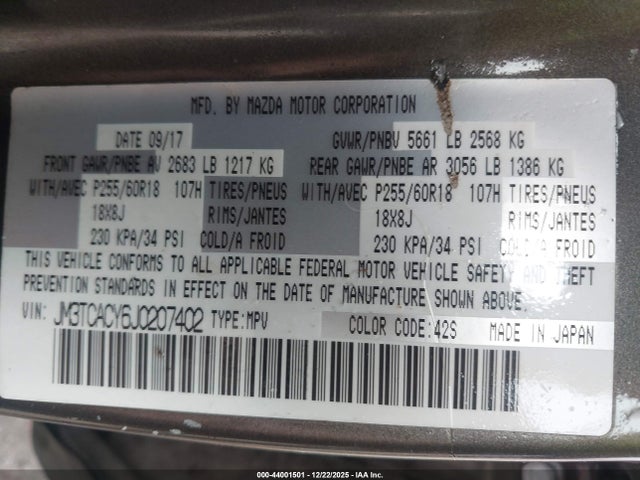 MFD. BY MAZDA MOTOR CORPORATION
DATE 09/17 GVWR/PNBV 5661 LB 2568 KG
FRONT GAWR/PNBE AV 2683 LB 1217 KG REAR GAWR/PNBE AR 3056 LB 1386 KG
WITH/AVEC P255/60R18 107H TIRES/PNEUS WITH/AVEC P255/60R18 107H TIRES/PNEUS
18X8J RIMS/JANTES 18X8J RIMS/JANTES
230 KPA/34 PSI COLD/A FROID 230 KPA/34 PSI COLD/A FROID
THIS VEHICLE CONFORMS TO ALL APPLICABLE FEDERAL MOTOR VEHICLE SAFETY AND THEFT
PREVENTION STANDARDS IN EFFECT ON THE DATE OF MANUFACTURE SHOWN ABOVE.
VIN: JM3TCACY6J0207402 TYPE:MPV COLOR CODE:42S MADE IN JAPAN
000-44001501 - 12/22/2025 - IAA Inc.